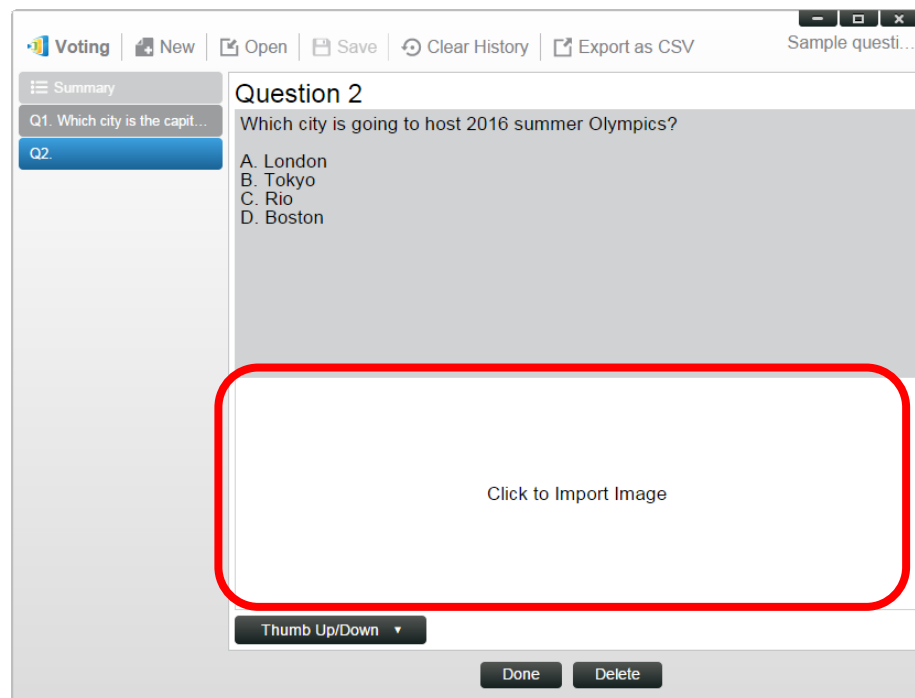 Voting New Open Save Clear History Export as CSV Sample questi...
Summary
Q1. Which city is the capit...
Q2.
Question 2
Which city is going to host 2016 summer Olympics?
A. London
B. Tokyo
C. Rio
D. Boston
Click to Import Image
Thumb Up/Down
Done Delete